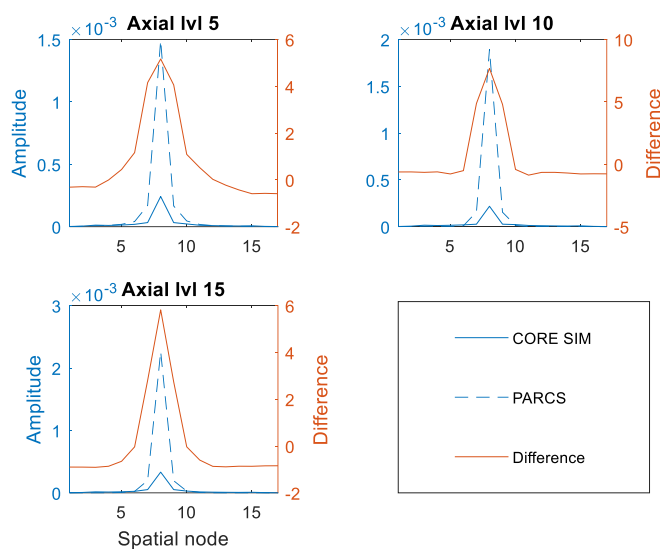 ×10⁻³ Axial lvl 5
1.5
1
0.5
0
6
4
2
0
-2
Amplitude
5 10 15
×10⁻³ Axial lvl 10
2
1.5
1
0.5
0
10
5
0
-5
Difference
5 10 15
×10⁻³ Axial lvl 15
3
2
1
0
6
4
2
0
-2
Amplitude
Difference
5 10 15
Spatial node
CORE SIM
PARCS
Difference